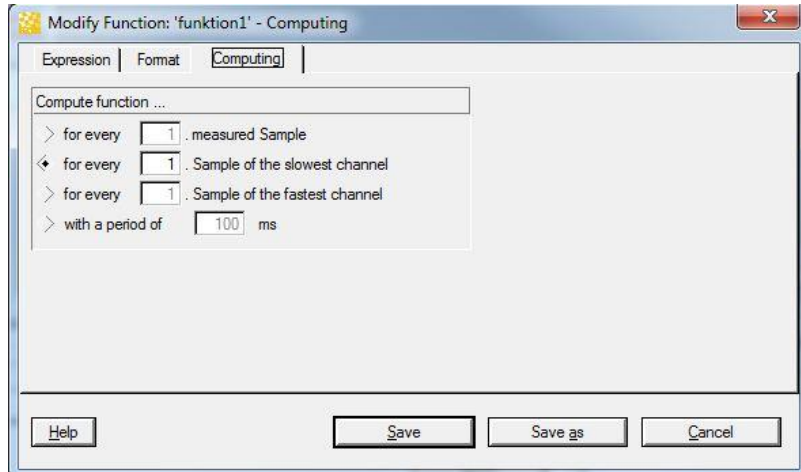 Modify Function: 'funktion1' - Computing
Expression Format Computing
Compute function ...
for every 1 . measured Sample
for every 1 . Sample of the slowest channel
for every 1 . Sample of the fastest channel
with a period of 100 ms
Help Save Save as Cancel